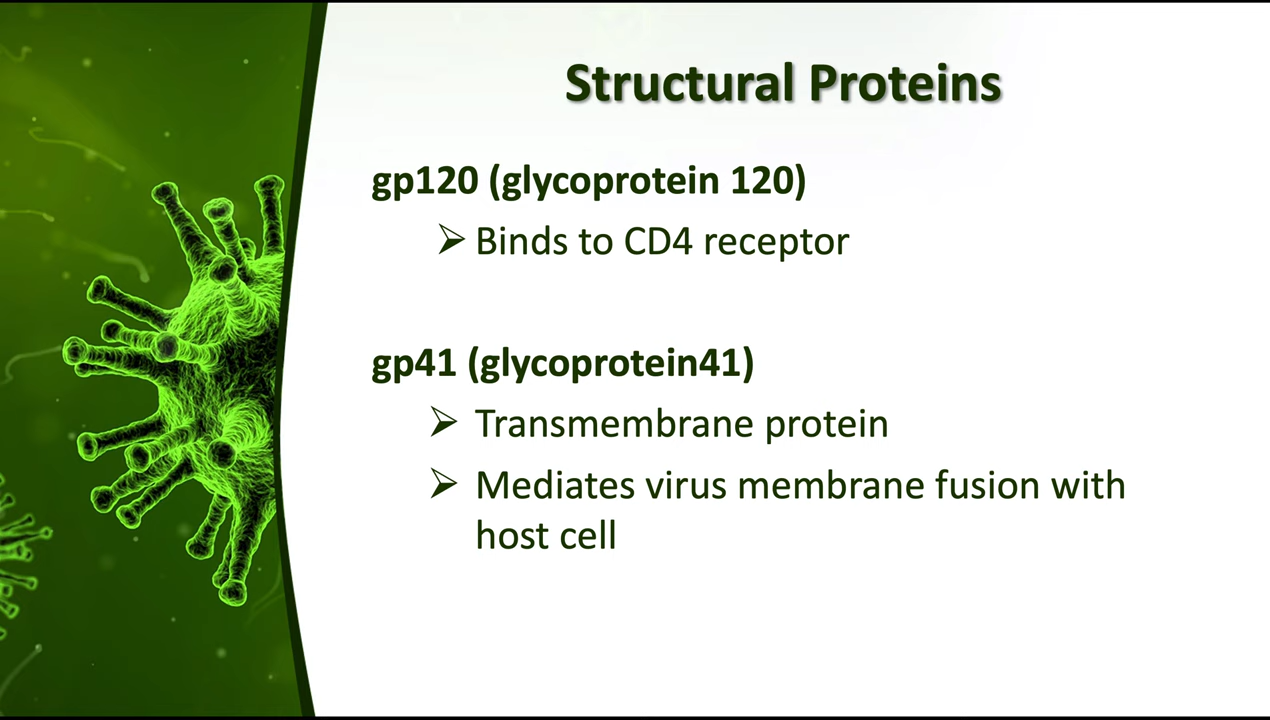 Structural Proteins
gp120 (glycoprotein 120)
➢ Binds to CD4 receptor
gp41 (glycoprotein41)
➢ Transmembrane protein
➢ Mediates virus membrane fusion with
host cell